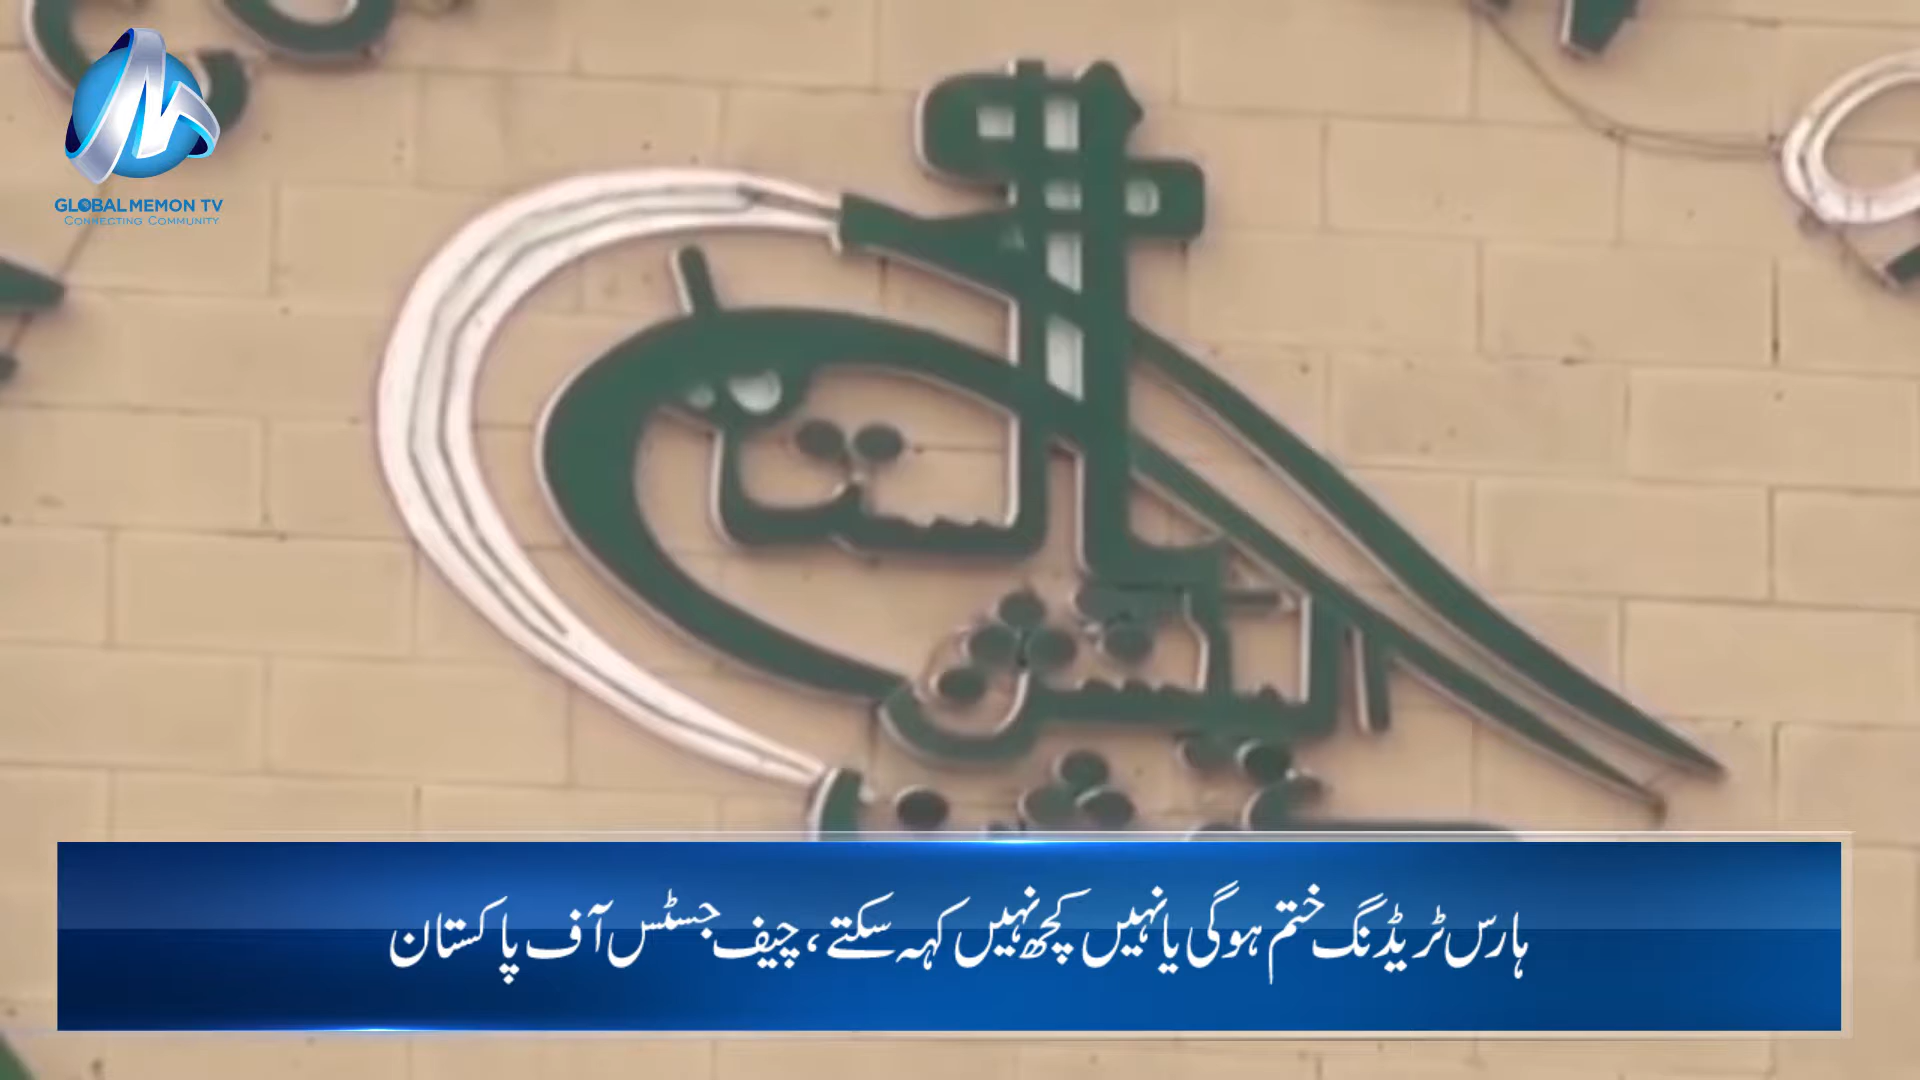 GLOBAL MEMON TV
CONNECTING COMMUNITY
الیکشن
ہارس ٹریڈنگ ختم ہوگی یا نہیں کچھ نہیں کہہ سکتے، چیف جسٹس آف پاکستان